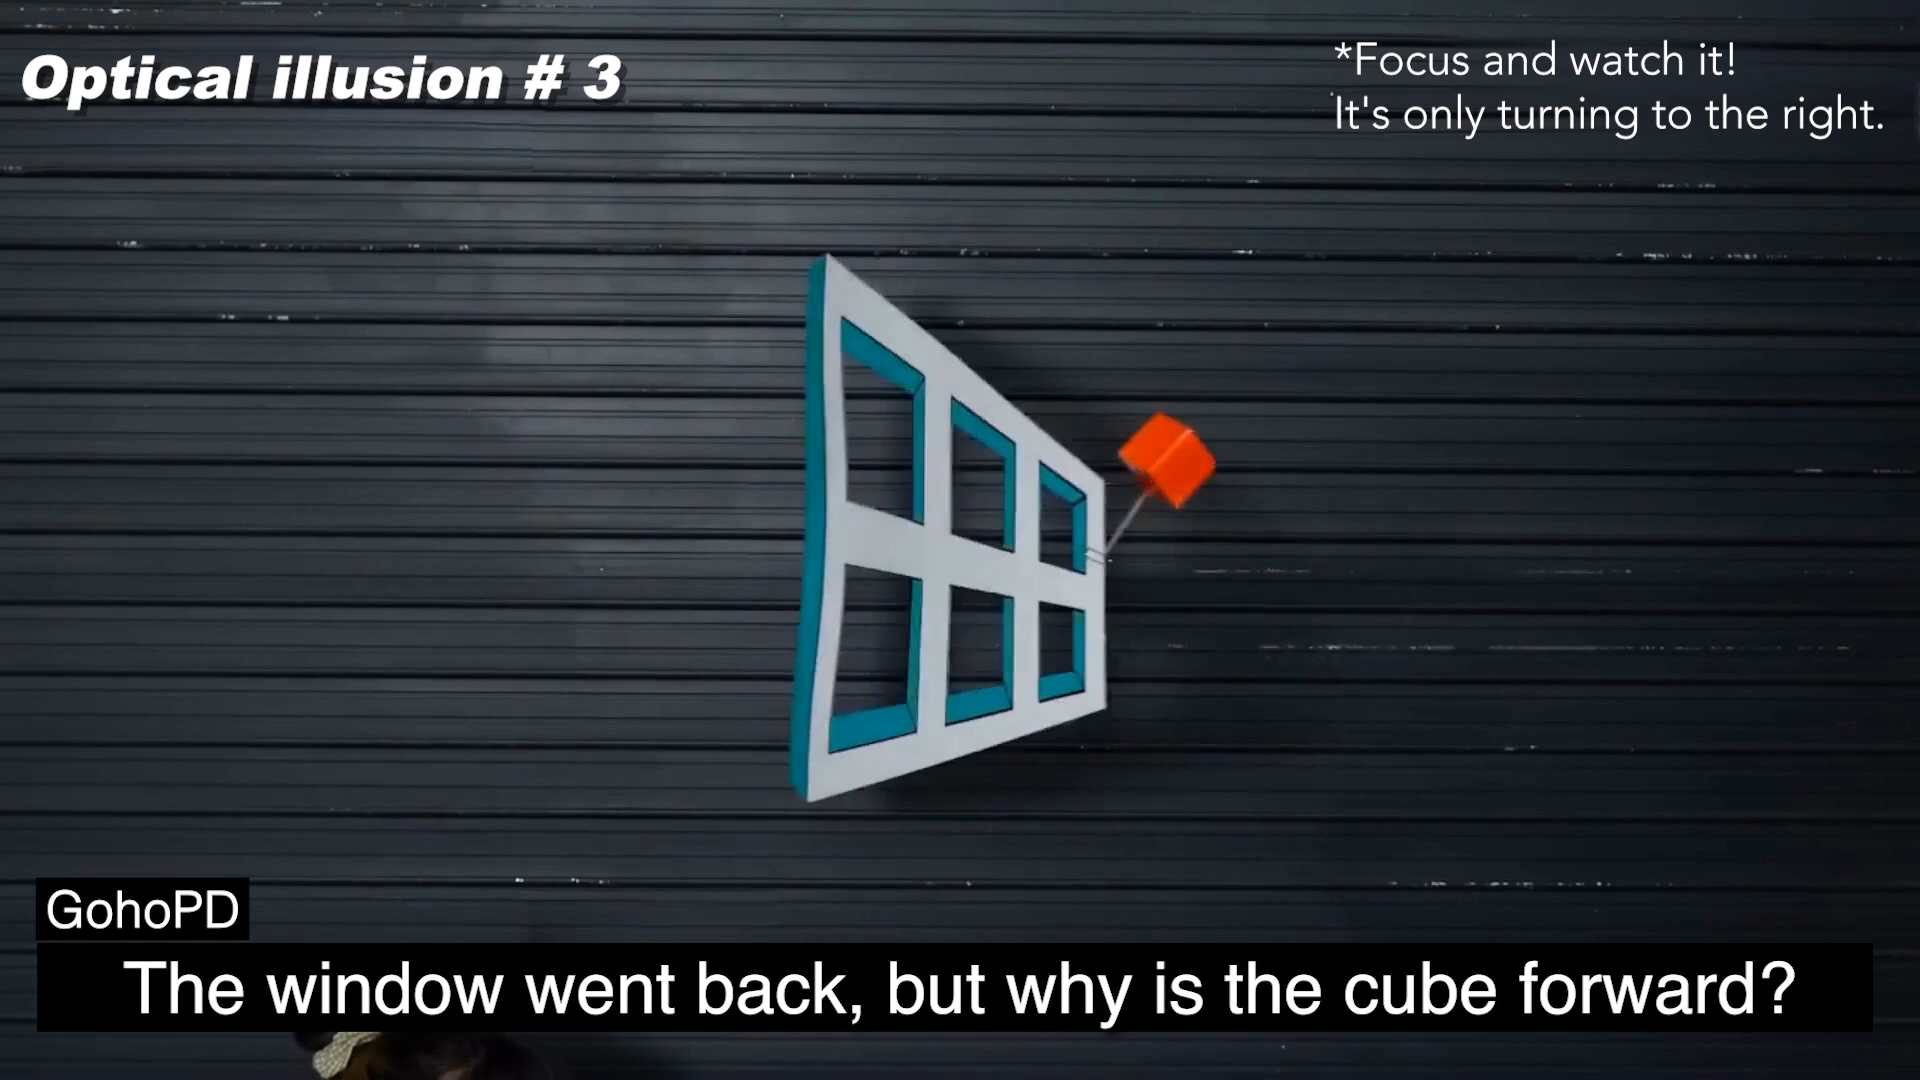 Optical illusion # 3
*Focus and watch it!
It's only turning to the right.
GohoPD
The window went back, but why is the cube forward?